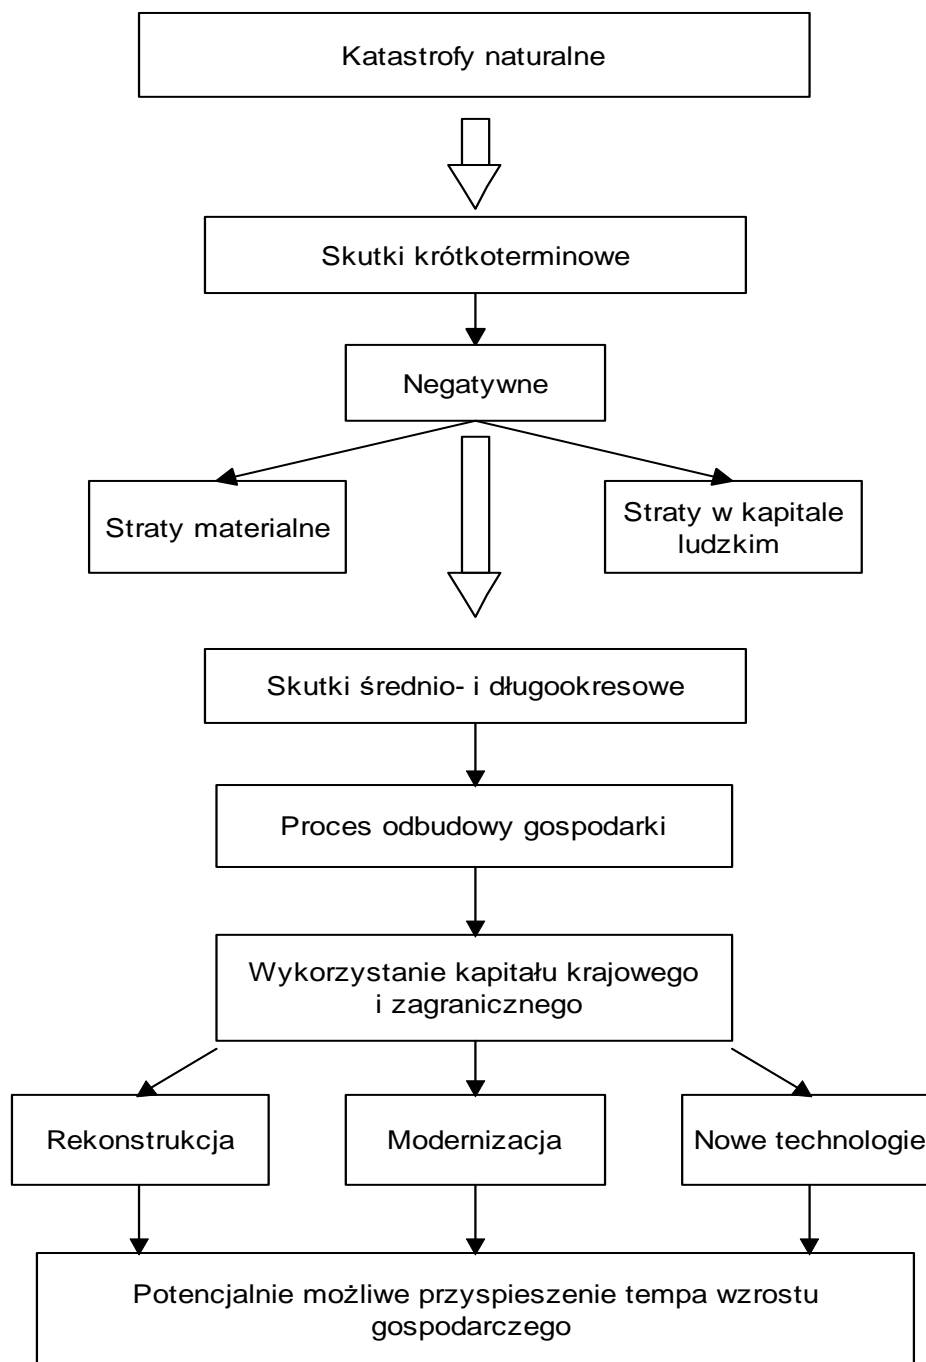 Katastrofy naturalne
Skutki krótkoterminowe
Negatywne
Straty materialne
Straty w kapitale
ludzkim
Skutki średnio- i długookresowe
Proces odbudowy gospodarki
Wykorzystanie kapitału krajowego
i zagranicznego
Rekonstrukcja
Modernizacja
Nowe technologie
Potencjalnie możliwe przyspieszenie tempa wzrostu
gospodarczego